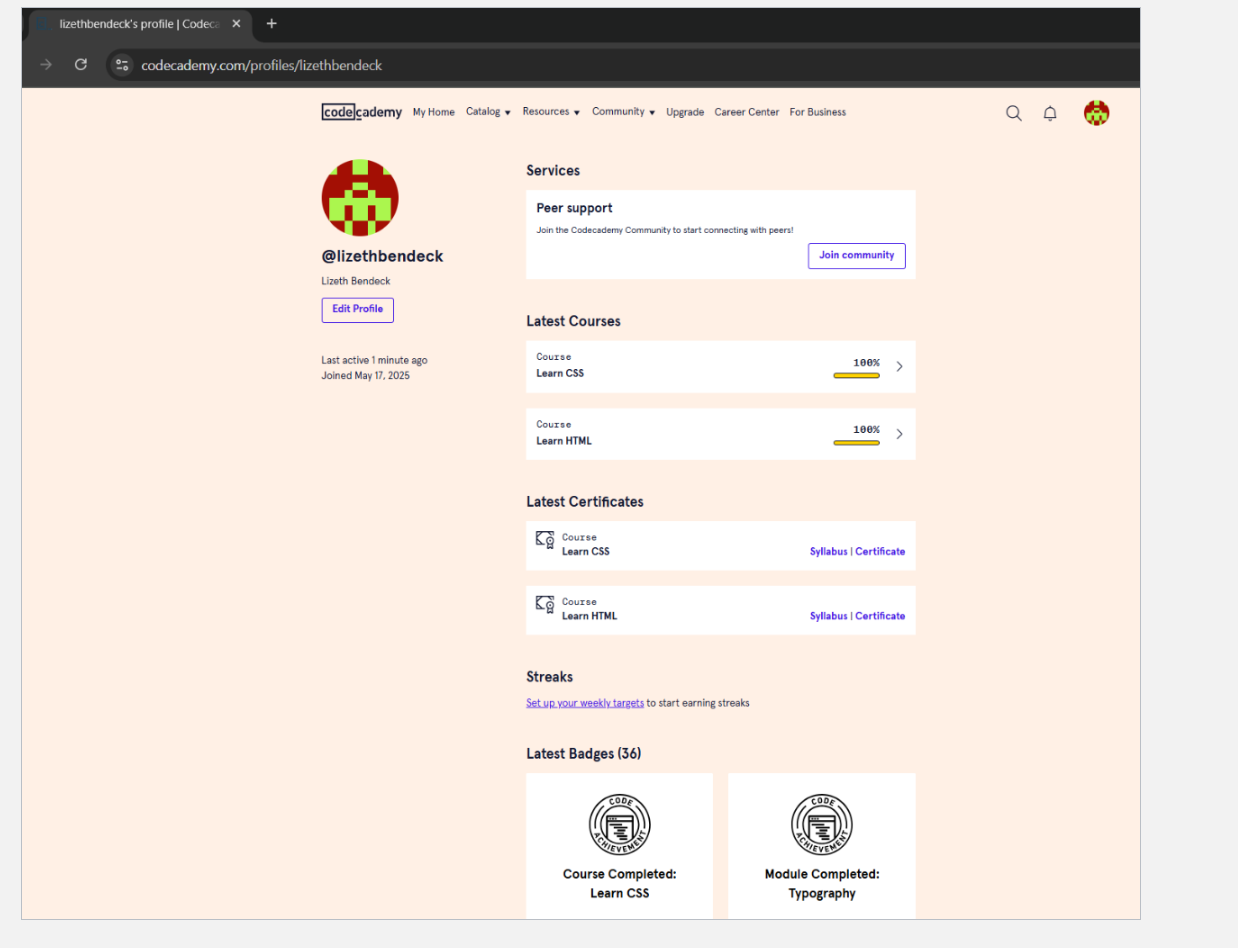 lizethbendeck's profile | Codeca
codecademy.com/profiles/lizethbendeck
codecademy My Home Catalog Resources Community Upgrade Career Center For Business
@lizethbendeck
Lizeth Bendeck
Edit Profile
Last active 1 minute ago
Joined May 17, 2025
Services
Peer support
Join the Codecademy Community to start connecting with peers!
Join community
Latest Courses
Course
Learn CSS
100%
Course
Learn HTML
100%
Latest Certificates
Course
Learn CSS
Syllabus | Certificate
Course
Learn HTML
Syllabus | Certificate
Streaks
Set up your weekly targets to start earning streaks
Latest Badges (36)
CODE
ACHIEVEMENT
Course Completed:
Learn CSS
CODE
ACHIEVEMENT
Module Completed:
Typography